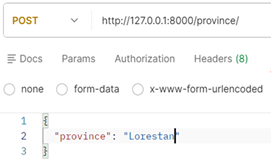 POST http://127.0.0.1:8000/province/
Docs Params Authorization Headers (8)
none form-data x-www-form-urlencoded
1 {
2 "province": "Lorestan"
3 }